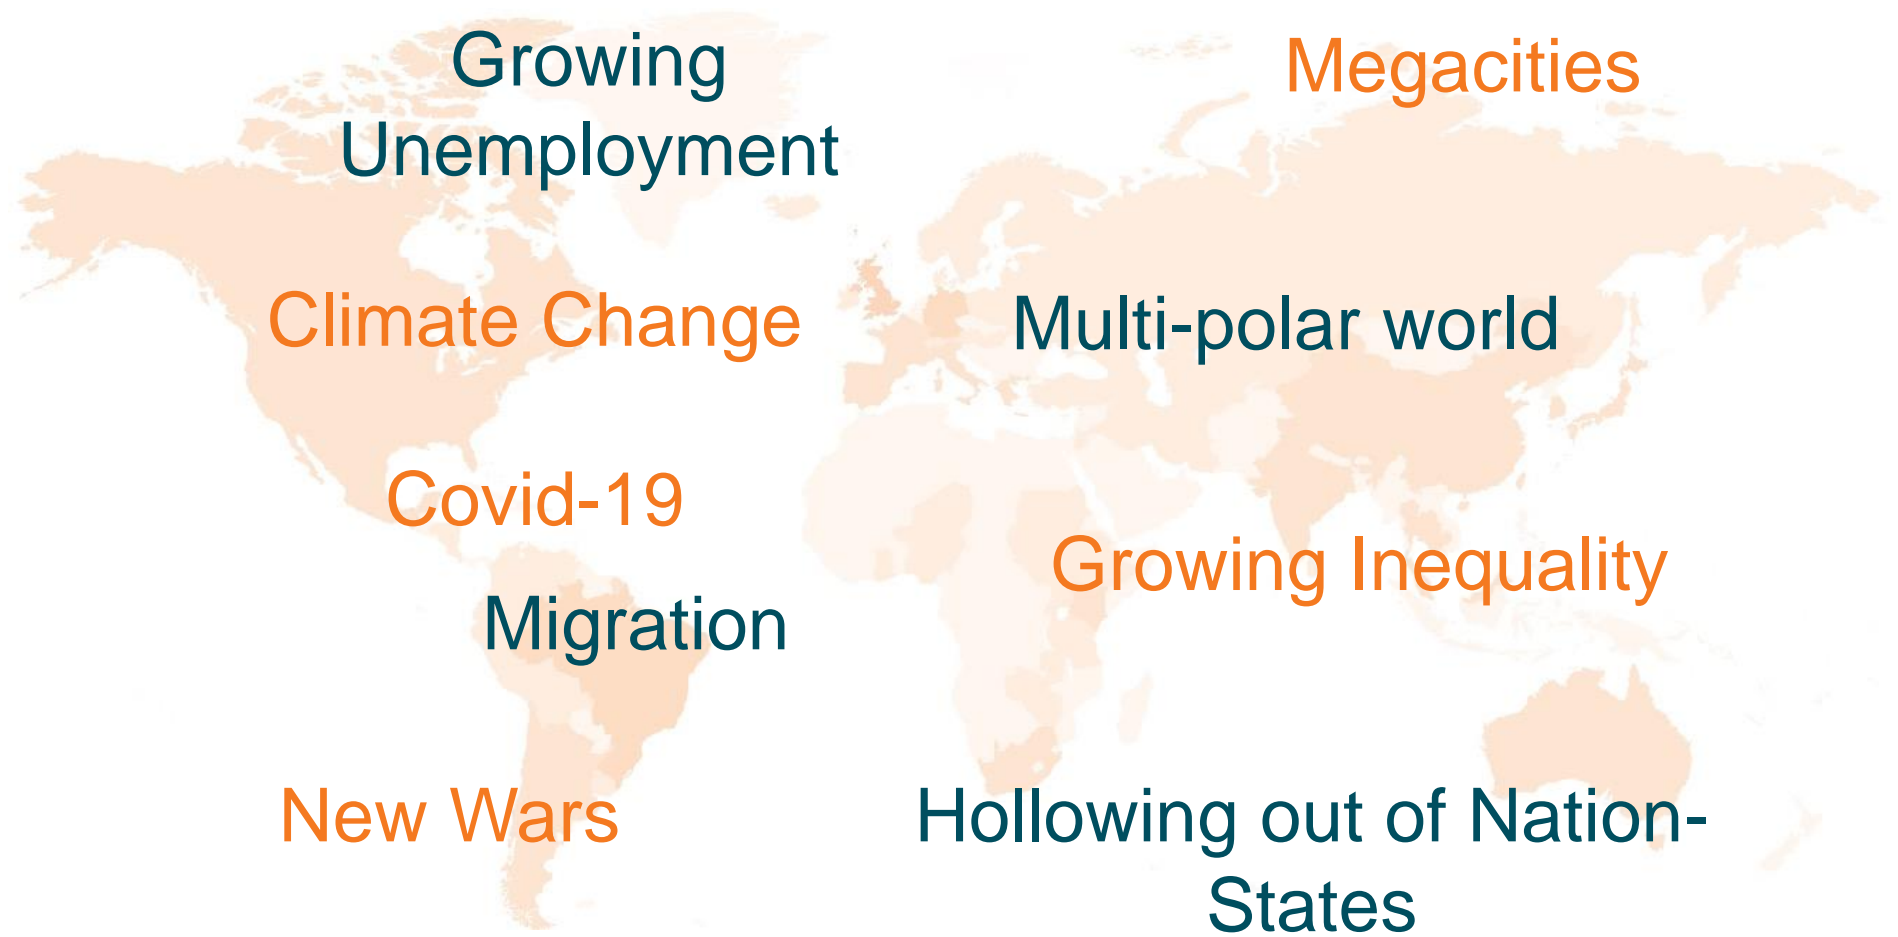 Growing
Unemployment
Megacities
Climate Change
Multi-polar world
Covid-19
Growing Inequality
Migration
New Wars
Hollowing out of Nation-
States